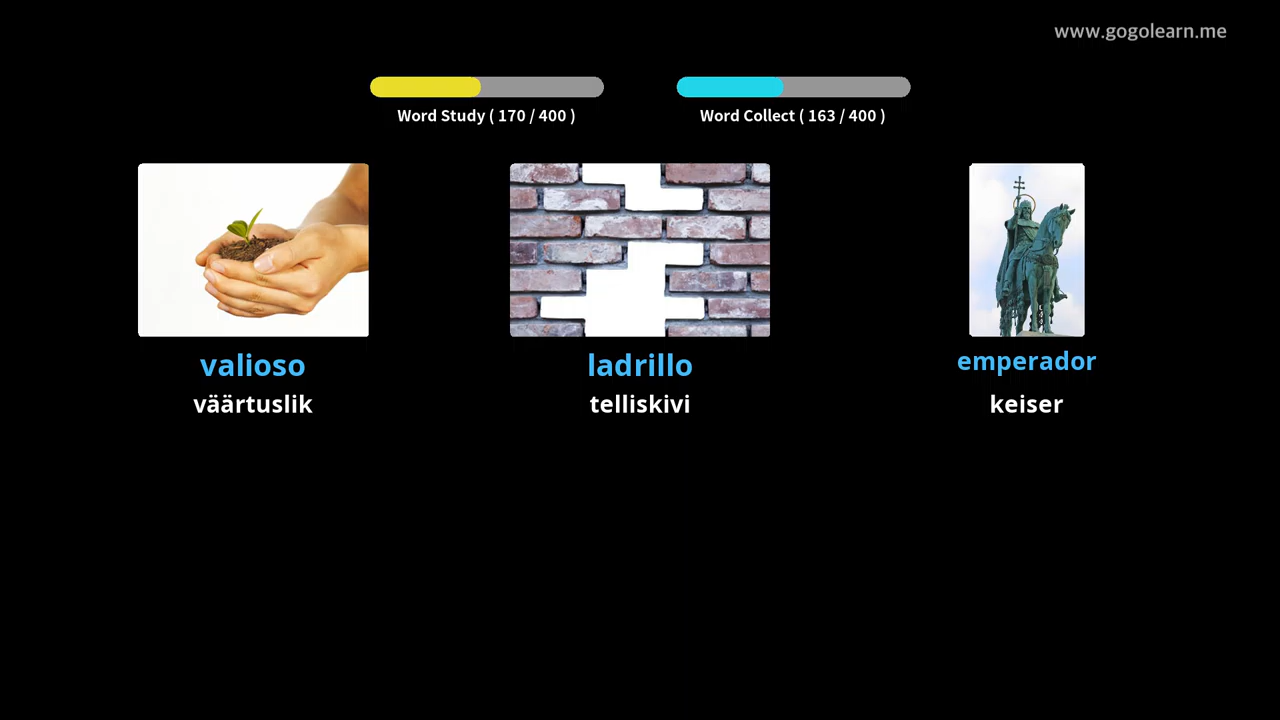 www.gogolearn.me
Word Study ( 170 / 400 )
Word Collect ( 163 / 400 )
valioso
väärtuslik
ladrillo
telliskivi
emperador
keiser